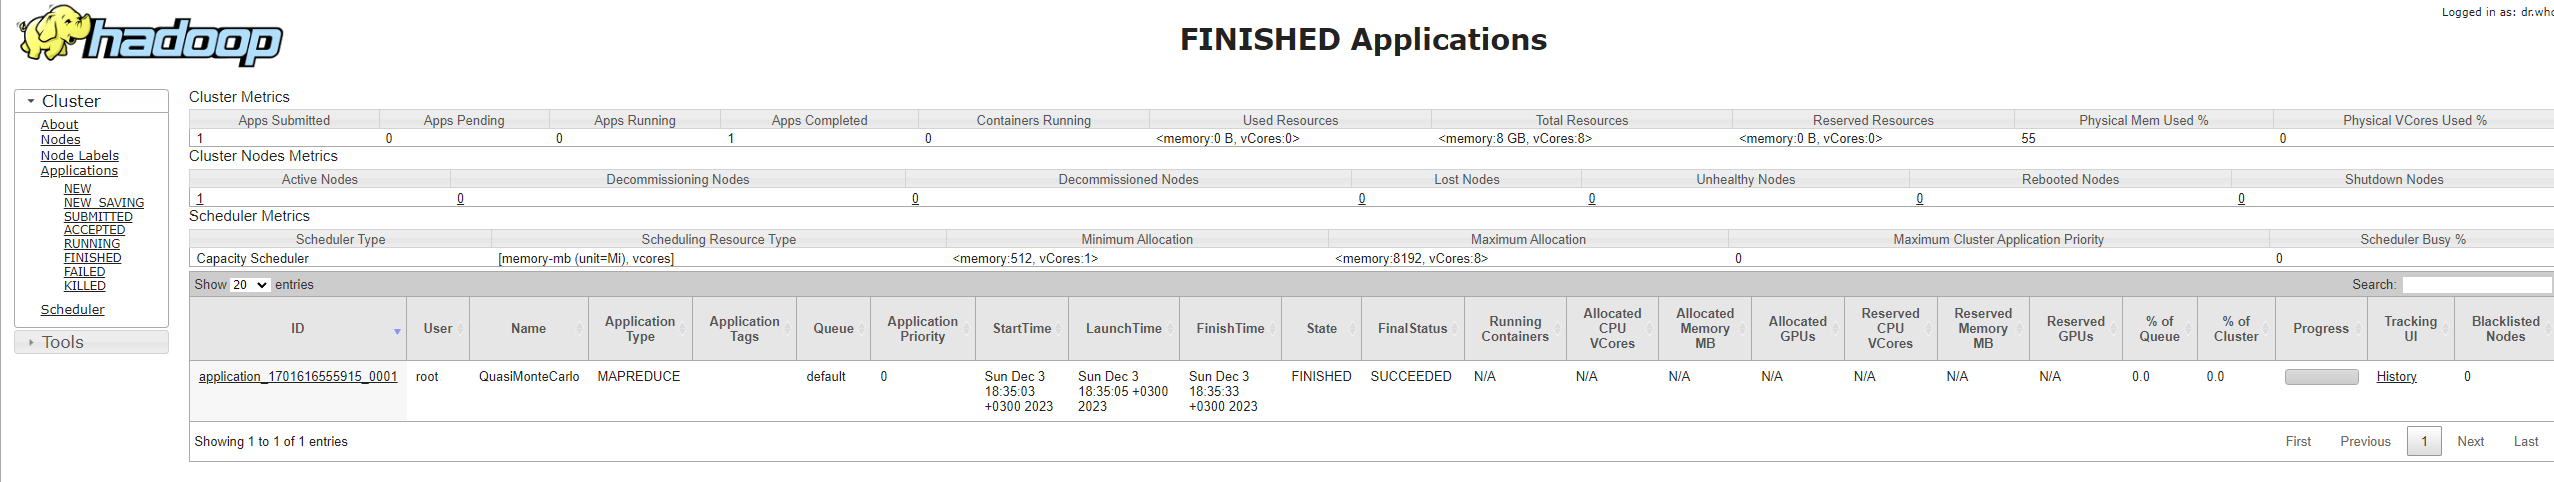 Logged in as: dr.who
hadoop
FINISHED Applications
Cluster
About
Nodes
Node Labels
Applications
NEW
NEW_SAVING
SUBMITTED
ACCEPTED
RUNNING
FINISHED
FAILED
KILLED
Scheduler
Tools
Cluster Metrics
Apps Submitted Apps Pending Apps Running Apps Completed Containers Running Used Resources Total Resources Reserved Resources Physical Mem Used % Physical VCores Used %
1 0 0 1 0 <memory:0 B, vCores:0> <memory:8 GB, vCores:8> <memory:0 B, vCores:0> 55 0
Cluster Nodes Metrics
Active Nodes Decommissioning Nodes Decommissioned Nodes Lost Nodes Unhealthy Nodes Rebooted Nodes Shutdown Nodes
1 0 0 0 0 0 0
Scheduler Metrics
Scheduler Type Scheduling Resource Type Minimum Allocation Maximum Allocation Maximum Cluster Application Priority Scheduler Busy %
Capacity Scheduler [memory-mb (unit=Mi), vcores] <memory:512, vCores:1> <memory:8192, vCores:8> 0 0
Show 20 entries Search:
ID User Name Application Type Application Tags Queue Application Priority StartTime LaunchTime FinishTime State FinalStatus Running Containers Allocated CPU VCores Allocated Memory MB Allocated GPUs Reserved CPU VCores Reserved Memory MB Reserved GPUs % of Queue % of Cluster Progress Tracking UI Blacklisted Nodes
application_1701616555915_0001 root QuasiMonteCarlo MAPREDUCE default 0 Sun Dec 3 18:35:03 +0300 2023 Sun Dec 3 18:35:05 +0300 2023 Sun Dec 3 18:35:33 +0300 2023 FINISHED SUCCEEDED N/A N/A N/A N/A N/A N/A N/A 0.0 0.0 History 0
Showing 1 to 1 of 1 entries First Previous 1 Next Last